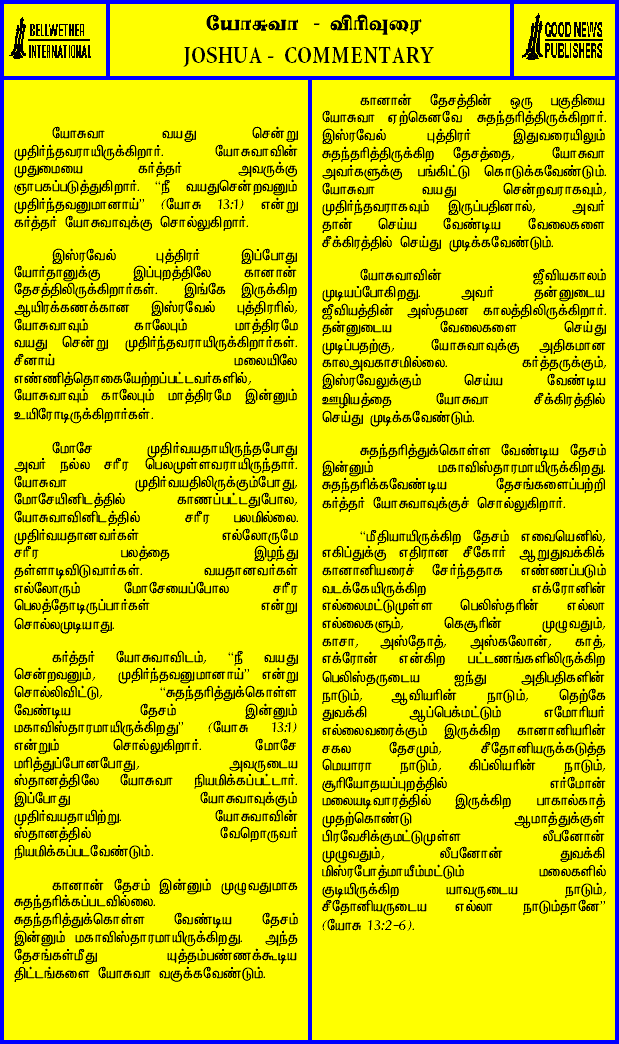 BELLWETHER
INTERNATIONAL
யோசுவா - விரிவுரை
JOSHUA - COMMENTARY
GOOD NEWS
PUBLISHERS
யோசுவா வயது சென்று
முதிர்ந்தவராயிருக்கிறார். யோசுவாவின்
முதுமையை கர்த்தர் அவருக்கு
ஞாபகப்படுத்துகிறார். “நீ வயதுசென்றவனும்
முதிர்ந்தவனுமானாய்” (யோசு 13:1) என்று
கர்த்தர் யோசுவாவுக்கு சொல்லுகிறார்.
இஸ்ரவேல் புத்திரர் இப்போது
யோர்தானுக்கு இப்புறத்திலே கானான்
தேசத்திலிருக்கிறார்கள். இங்கே இருக்கிற
ஆயிரக்கணக்கான இஸ்ரவேல் புத்திரரில்,
யோசுவாவும் காலேபும் மாத்திரமே
வயது சென்று முதிர்ந்தவராயிருக்கிறார்கள்.
சீனாய் மலையிலே
எண்ணித்தொகையேற்றப்பட்டவர்களில்,
யோசுவாவும் காலேபும் மாத்திரமே இன்னும்
உயிரோடிருக்கிறார்கள்.
மோசே முதிர்வயதாயிருந்தபோது
அவர் நல்ல சரீர பெலமுள்ளவராயிருந்தார்.
யோசுவா முதிர்வயதிலிருக்கும்போது,
மோசேயினிடத்தில் காணப்பட்டதுபோல,
யோசுவாவினிடத்தில் சரீர பலமில்லை.
முதிர்வயதானவர்கள் எல்லோருமே
சரீர பலத்தை இழந்து
தள்ளாடிவிடுவார்கள். வயதானவர்கள்
எல்லோரும் மோசேயைப்போல சரீர
பெலத்தோடிருப்பார்கள் என்று
சொல்லமுடியாது.
கர்த்தர் யோசுவாவிடம், “நீ வயது
சென்றவனும், முதிர்ந்தவனுமானாய்” என்று
சொல்லிவிட்டு, “சுதந்தரித்துக்கொள்ள
வேண்டிய தேசம் இன்னும்
மகாவிஸ்தாரமாயிருக்கிறது” (யோசு 13:1)
என்றும் சொல்லுகிறார். மோசே
மரித்துப்போனபோது, அவருடைய
ஸ்தானத்திலே யோசுவா நியமிக்கப்பட்டார்.
இப்போது யோசுவாவுக்கும்
முதிர்வயதாயிற்று. யோசுவாவின்
ஸ்தானத்தில் வேறொருவர்
நியமிக்கப்படவேண்டும்.
கானான் தேசம் இன்னும் முழுவதுமாக
சுதந்தரிக்கப்படவில்லை.
சுதந்தரித்துக்கொள்ள வேண்டிய தேசம்
இன்னும் மகாவிஸ்தாரமாயிருக்கிறது. அந்த
தேசங்கள்மீது யுத்தம்பண்ணக்கூடிய
திட்டங்களை யோசுவா வகுக்கவேண்டும்.
கானான் தேசத்தின் ஒரு பகுதியை
யோசுவா ஏற்கெனவே சுதந்தரித்திருக்கிறார்.
இஸ்ரவேல் புத்திரர் இதுவரையிலும்
சுதந்தரித்திருக்கிற தேசத்தை, யோசுவா
அவர்களுக்கு பங்கிட்டு கொடுக்கவேண்டும்.
யோசுவா வயது சென்றவராகவும்,
முதிர்ந்தவராகவும் இருப்பதினால், அவர்
தான் செய்ய வேண்டிய வேலைகளை
சீக்கிரத்தில் செய்து முடிக்கவேண்டும்.
யோசுவாவின் ஜீவியகாலம்
முடியப்போகிறது. அவர் தன்னுடைய
ஜீவியத்தின் அஸ்தமன காலத்திலிருக்கிறார்.
தன்னுடைய வேலைகளை செய்து
முடிப்பதற்கு, யோசுவாவுக்கு அதிகமான
காலஅவகாசமில்லை. கர்த்தருக்கும்,
இஸ்ரவேலுக்கும் செய்ய வேண்டிய
ஊழியத்தை யோசுவா சீக்கிரத்தில்
செய்து முடிக்கவேண்டும்.
சுதந்தரித்துக்கொள்ள வேண்டிய தேசம்
இன்னும் மகாவிஸ்தாரமாயிருக்கிறது.
சுதந்தரிக்கவேண்டிய தேசங்களைப்பற்றி
கர்த்தர் யோசுவாவுக்குச் சொல்லுகிறார்.
“மீதியாயிருக்கிற தேசம் எவையெனில்,
எகிப்துக்கு எதிரான சீகோர் ஆறுதுவக்கிக்
கானானியரைச் சேர்ந்ததாக எண்ணப்படும்
வடக்கேயிருக்கிற எக்ரோனின்
எல்லைமட்டுமுள்ள பெலிஸ்தரின் எல்லா
எல்லைகளும், கெசூரின் முழுவதும்,
காசா, அஸ்தோத், அஸ்கலோன், காத்,
எக்ரோன் என்கிற பட்டணங்களிலிருக்கிற
பெலிஸ்தருடைய ஐந்து அதிபதிகளின்
நாடும், ஆவியரின் நாடும், தெற்கே
துவக்கி ஆப்பெக்மட்டும் எமோரியர்
எல்லைவரைக்கும் இருக்கிற கானானியரின்
சகல தேசமும், சீதோனியருக்கடுத்த
மெயாரா நாடும், கிப்லியரின் நாடும்,
சூரியோதயப்புறத்தில் எர்மோன்
மலையடிவாரத்தில் இருக்கிற பாகால்காத்
முதற்கொண்டு ஆமாத்துக்குள்
பிரவேசிக்குமட்டுமுள்ள லீபனோன்
முழுவதும், லீபனோன் துவக்கி
மிஸ்ரபோத்மாயீம்மட்டும் மலைகளில்
குடியிருக்கிற யாவருடைய நாடும்,
சீதோனியருடைய எல்லா நாடும்தானே”
(யோசு 13:2-6).